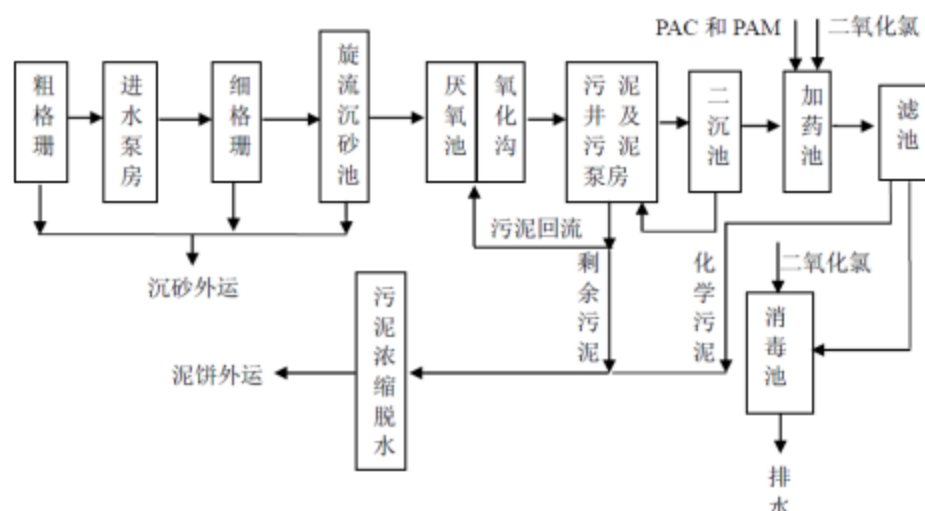 PAC 和 PAM
二氧化氯
粗格珊
进水泵房
细格珊
旋流沉砂池
厌氧池
氧化沟
污泥井及污泥泵房
二沉池
加药池
滤池
污泥回流
沉砂外运
剩余污泥
化学污泥
二氧化氯
消毒池
污泥浓缩脱水
泥饼外运
排水